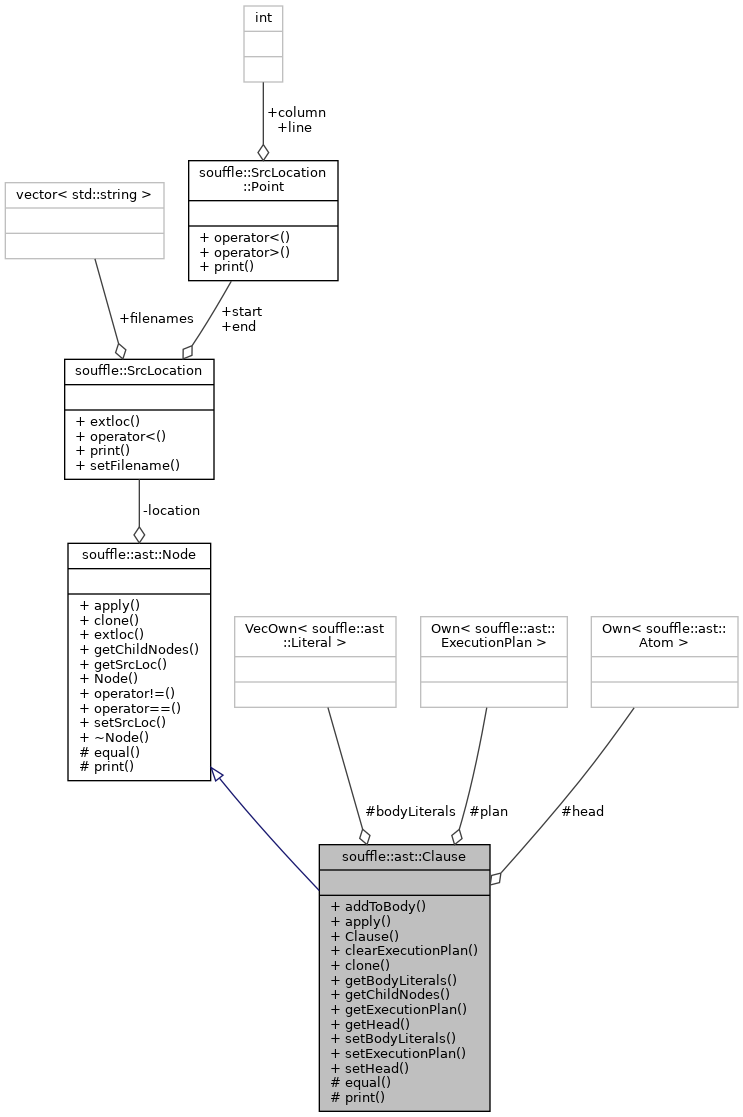 int
+column
+line
souffle::SrcLocation
::Point
+ operator<()
+ operator>()
+ print()
vector< std::string >
+filenames
+start
+end
souffle::SrcLocation
+ extloc()
+ operator<()
+ print()
+ setFilename()
-location
souffle::ast::Node
+ apply()
+ clone()
+ extloc()
+ getChildNodes()
+ getSrcLoc()
+ Node()
+ operator!=()
+ operator==()
+ setSrcLoc()
+ ~Node()
# equal()
# print()
VecOwn< souffle::ast
::Literal >
Own< souffle::ast::
ExecutionPlan >
Own< souffle::ast::
Atom >
#bodyLiterals
#plan
#head
souffle::ast::Clause
+ addToBody()
+ apply()
+ Clause()
+ clearExecutionPlan()
+ clone()
+ getBodyLiterals()
+ getChildNodes()
+ getExecutionPlan()
+ getHead()
+ setBodyLiterals()
+ setExecutionPlan()
+ setHead()
# equal()
# print()